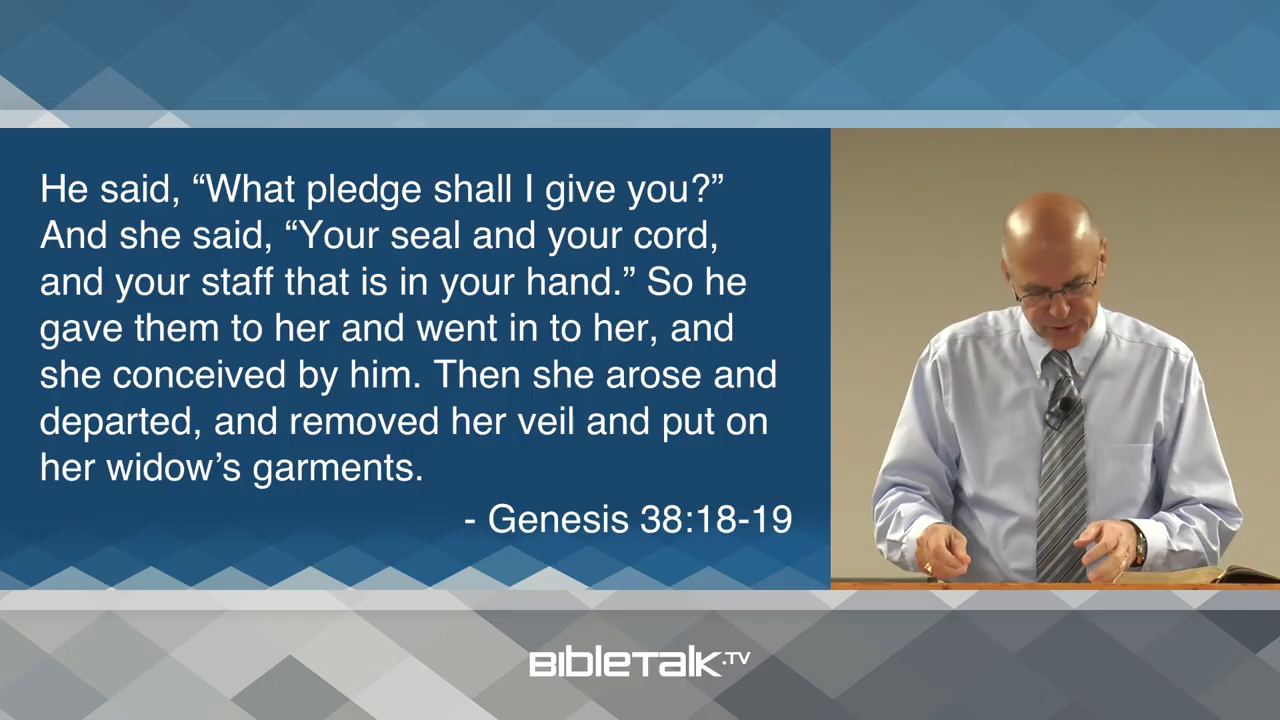 He said, “What pledge shall I give you?”
And she said, “Your seal and your cord,
and your staff that is in your hand.” So he
gave them to her and went in to her, and
she conceived by him. Then she arose and
departed, and removed her veil and put on
her widow’s garments.
- Genesis 38:18-19
BIBLETALK.TV